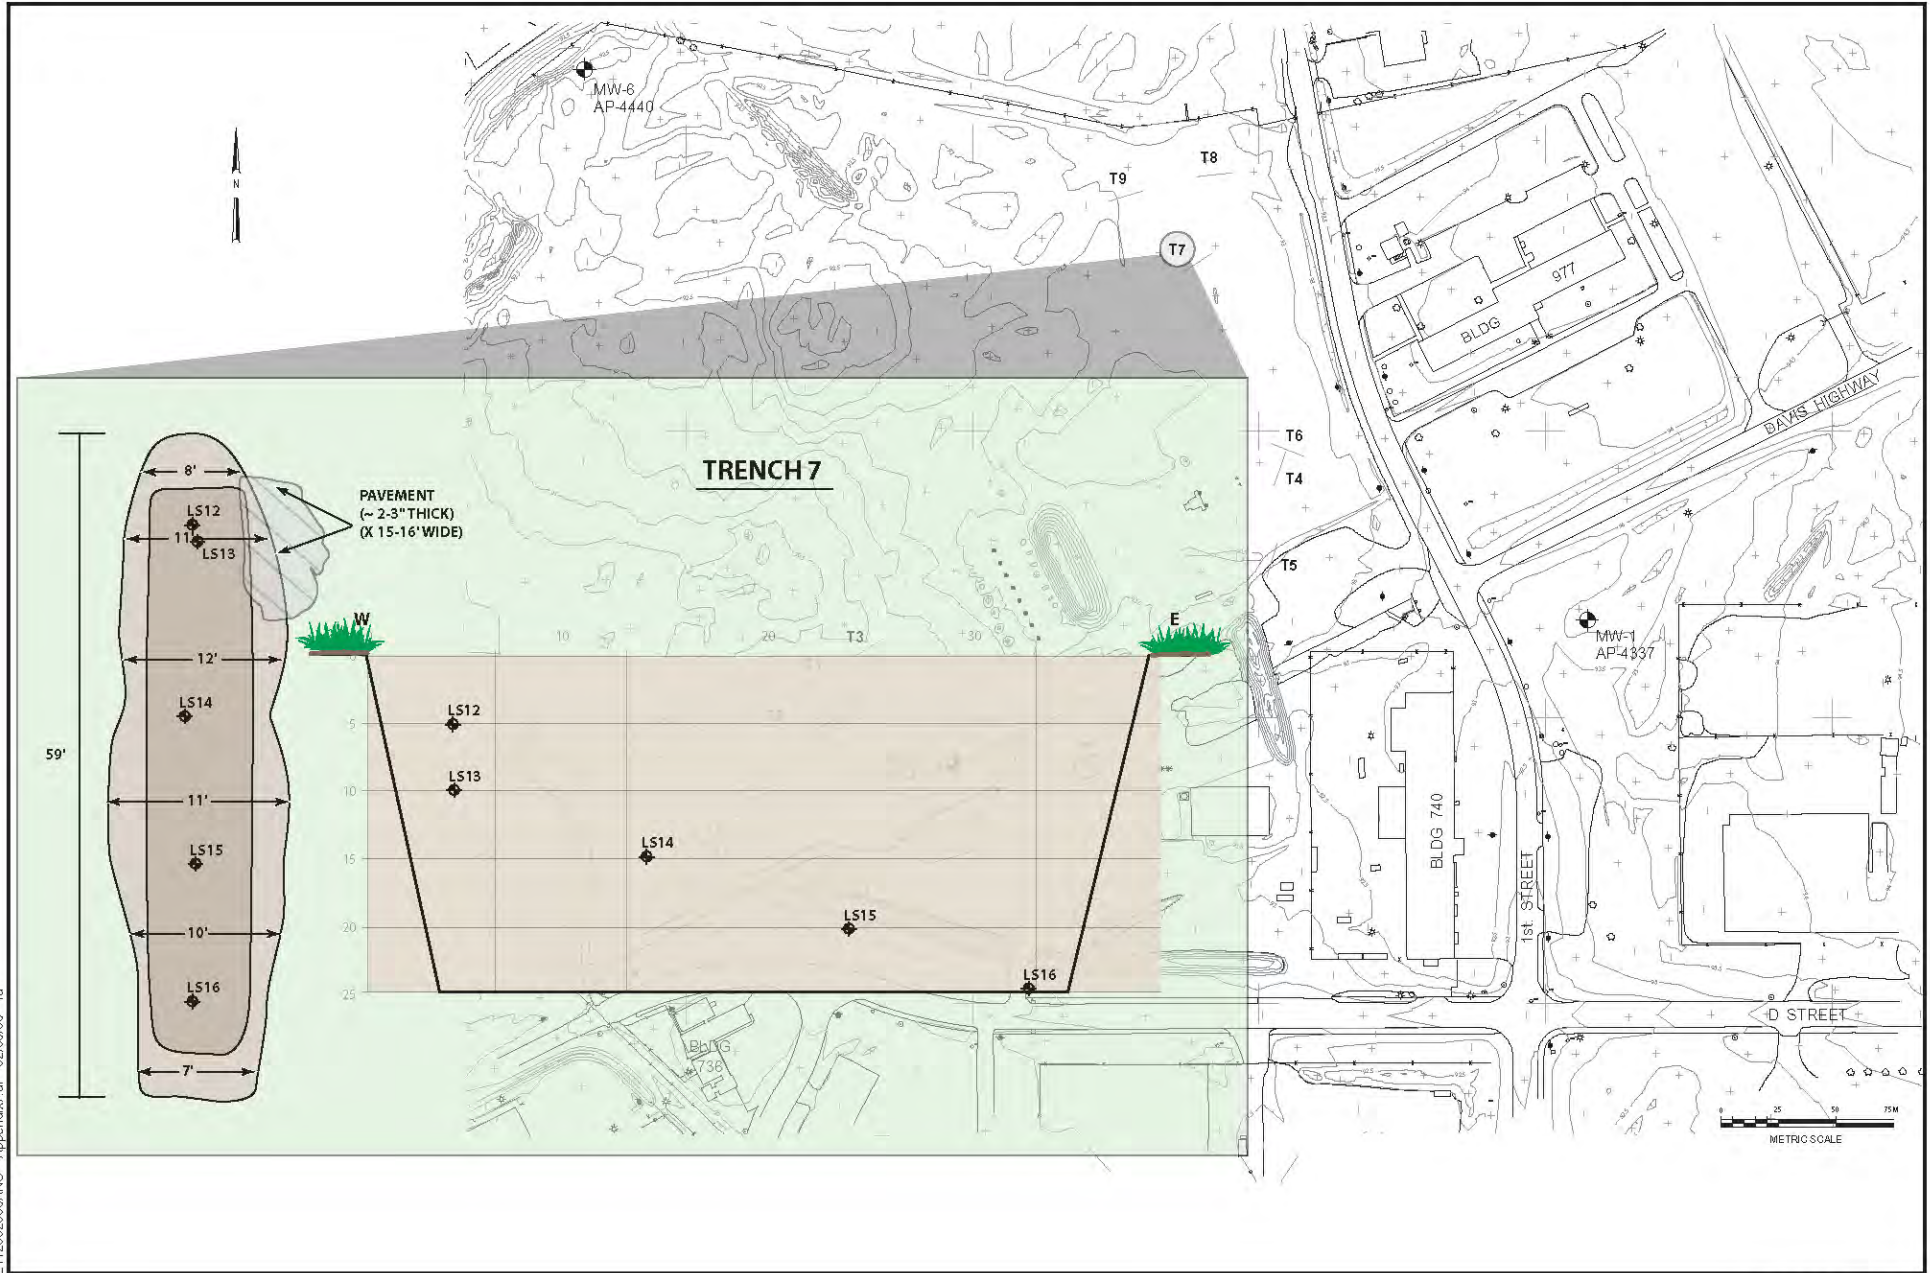 MW-6
AP-4440
N
T8
T9
T7
977
BLDG
DAVIS HIGHWAY
T6
T4
TRENCH 7
8'
PAVEMENT
(~ 2-3" THICK)
(X 15-16' WIDE)
LS12
11'
LS13
T5
W
E
10
20
T3
30
0
MW-1
AP-4337
12'
LS14
LS12
5
59'
LS13
10
11'
LS14
15
BLDG 740
LS15
1st. STREET
LS15
20
10'
LS16
LS16
25
D STREET
BLDG
736
7'
0 25 50 75 M
METRIC SCALE